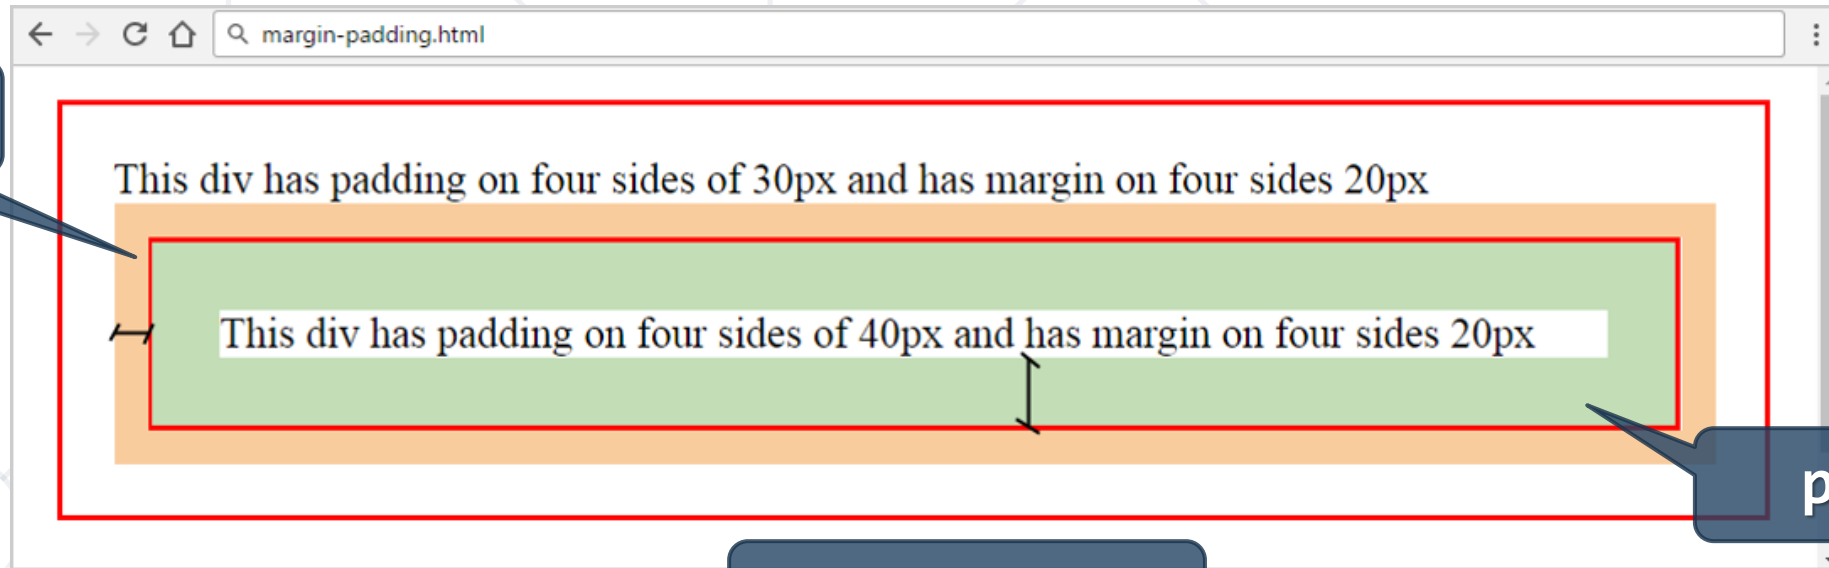 margin-padding.html
This div has padding on four sides of 30px and has margin on four sides 20px
This div has padding on four sides of 40px and has margin on four sides 20px
p